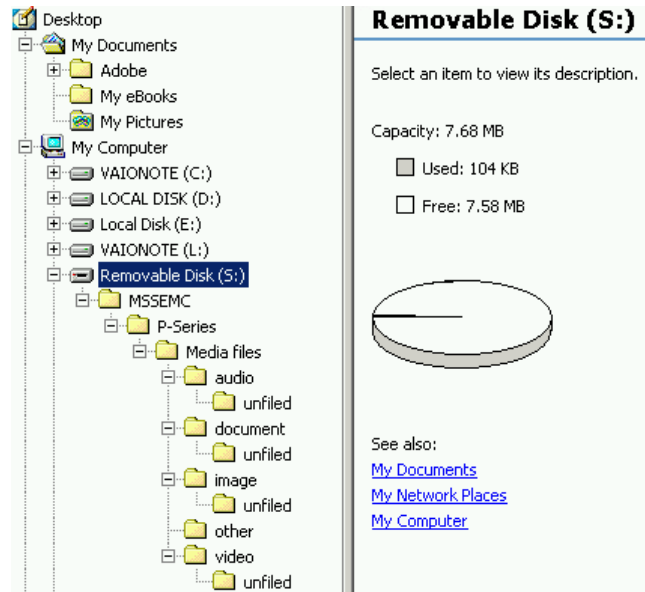 Desktop
My Documents
Adobe
My eBooks
My Pictures
My Computer
VAIONOTE (C:)
LOCAL DISK (D:)
Local Disk (E:)
VAIONOTE (L:)
Removable Disk (S:)
MSSEMC
P-Series
Media files
audio
unfiled
document
unfiled
image
unfiled
other
video
unfiled
Removable Disk (S:)
Select an item to view its description.
Capacity: 7.68 MB
Used: 104 KB
Free: 7.58 MB
See also:
My Documents
My Network Places
My Computer